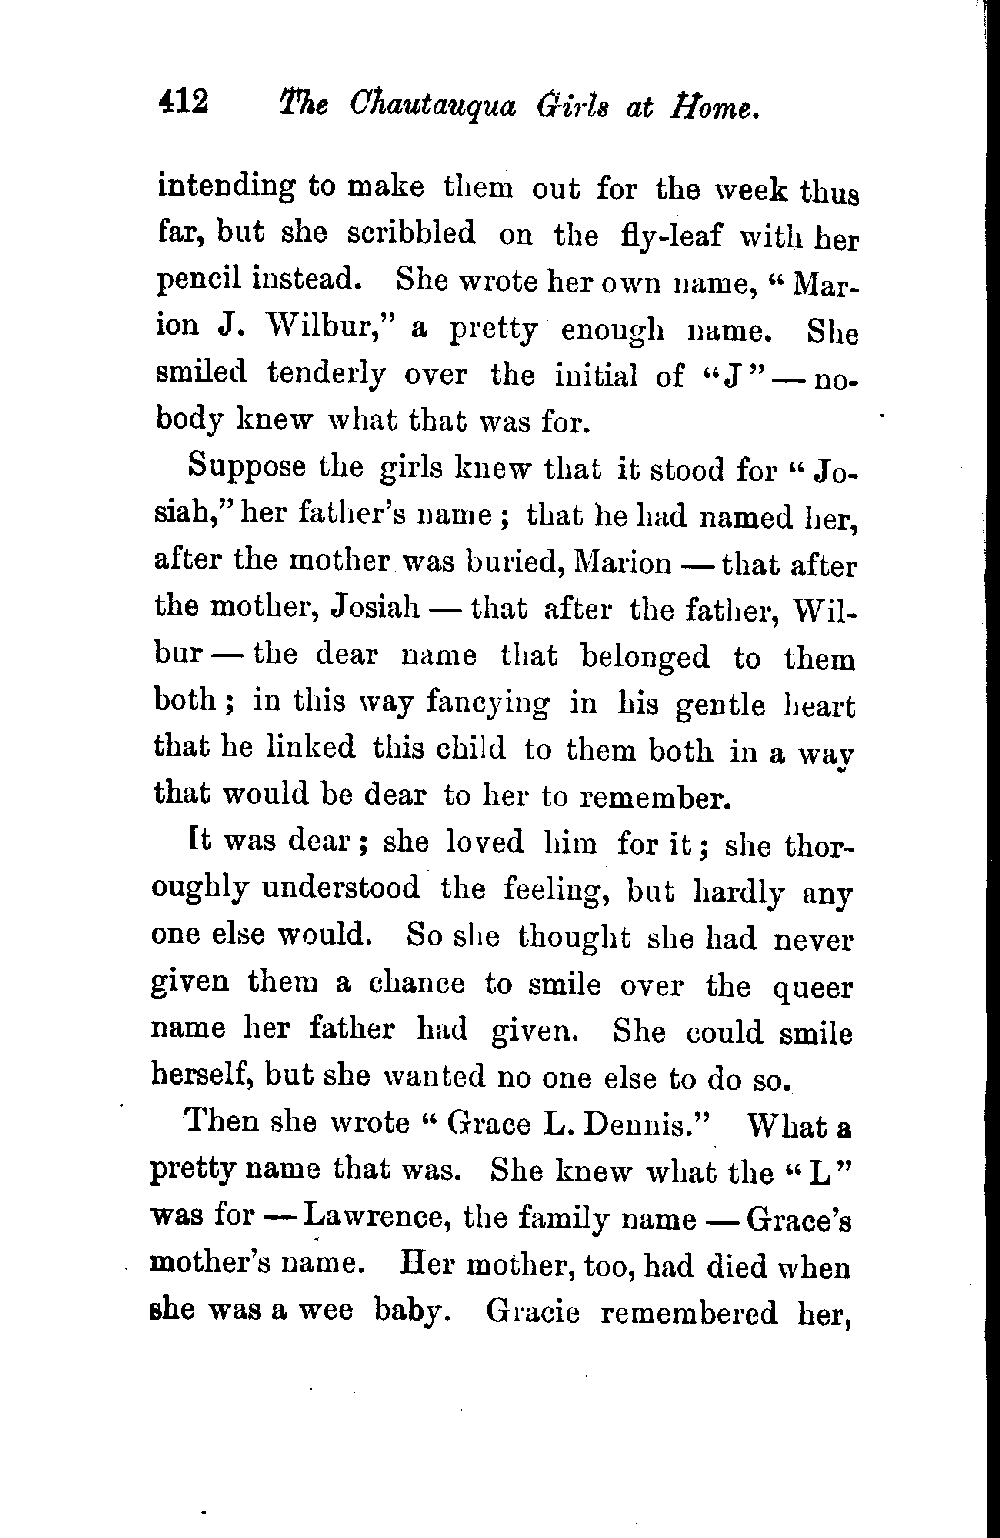 412 The Chautauqua Girls at Home.
intending to make them out for the week thus
far, but she scribbled on the fly-leaf with her
pencil instead. She wrote her own name, “ Mar-
ion J. Wilbur,” a pretty enough name. She
smiled tenderly over the initial of “J” — no-
body knew what that was for.
Suppose the girls knew that it stood for “ Jo-
siah,” her father’s name ; that he had named her,
after the mother was buried, Marion — that after
the mother, Josiah — that after the father, Wil-
bur — the dear name that belonged to them
both ; in this way fancying in his gentle heart
that he linked this child to them both in a way
that would be dear to her to remember.
It was dear ; she loved him for it ; she thor-
oughly understood the feeling, but hardly any
one else would. So she thought she had never
given them a chance to smile over the queer
name her father had given. She could smile
herself, but she wanted no one else to do so.
Then she wrote “ Grace L. Dennis.” What a
pretty name that was. She knew what the “ L”
was for — Lawrence, the family name — Grace’s
mother’s name. Her mother, too, had died when
she was a wee baby. Gracie remembered her,